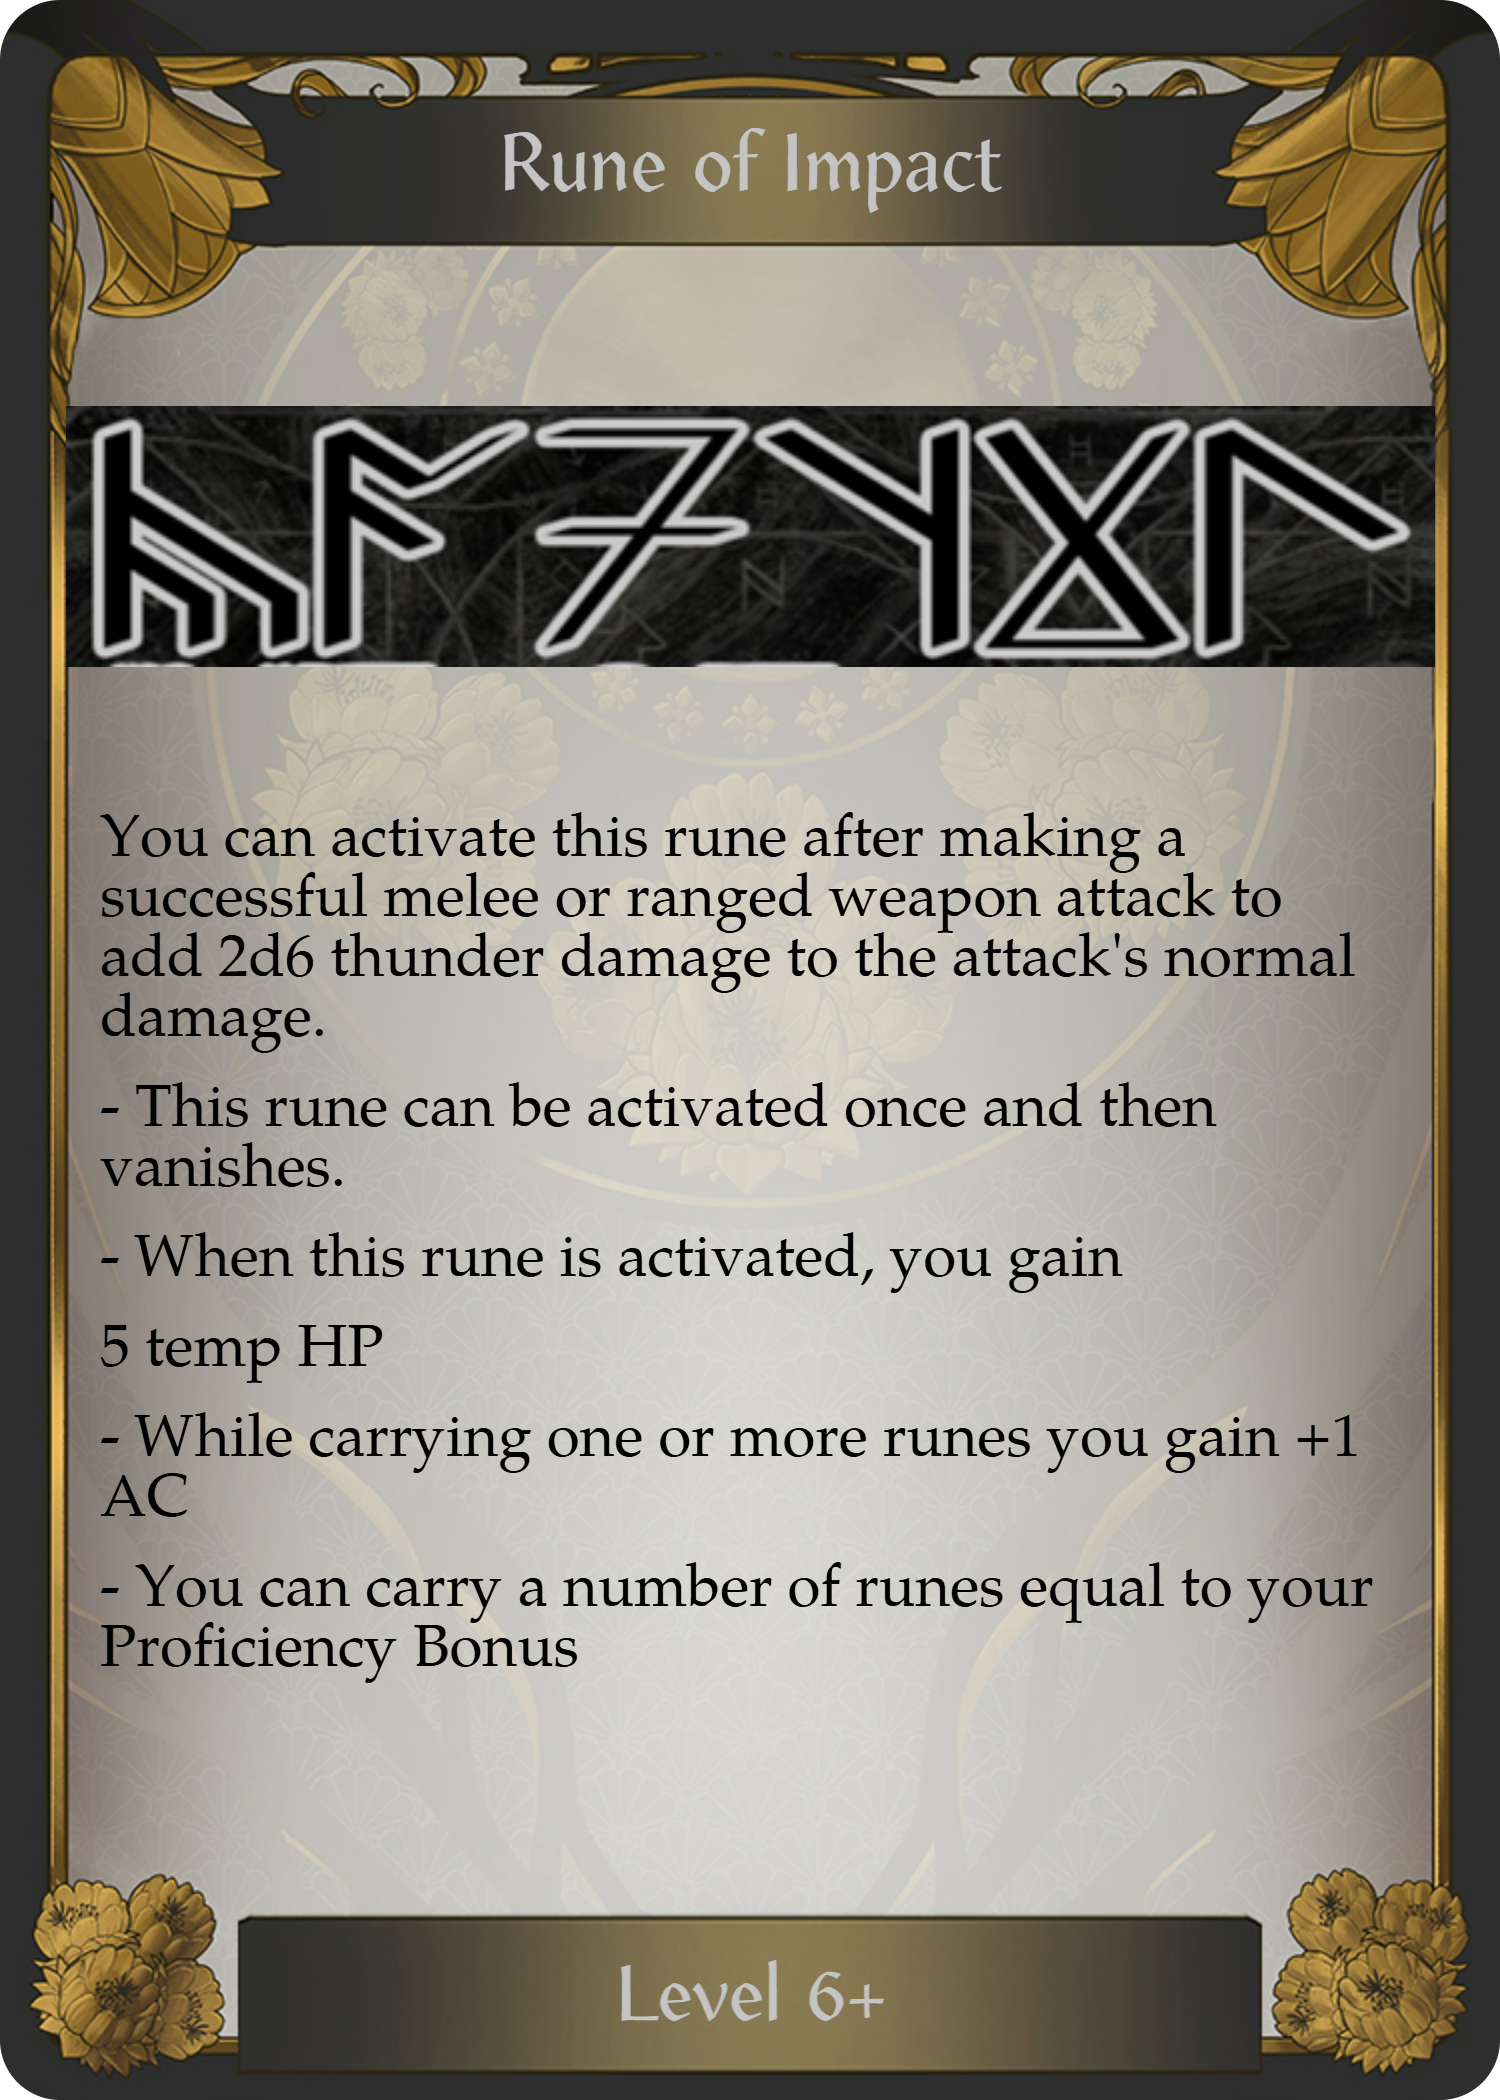 Rune of Impact
You can activate this rune after making a
successful melee or ranged weapon attack to
add 2d6 thunder damage to the attack's normal
damage.
- This rune can be activated once and then
vanishes.
- When this rune is activated, you gain
5 temp HP
- While carrying one or more runes you gain +1
AC
- You can carry a number of runes equal to your
Proficiency Bonus
Level 6+